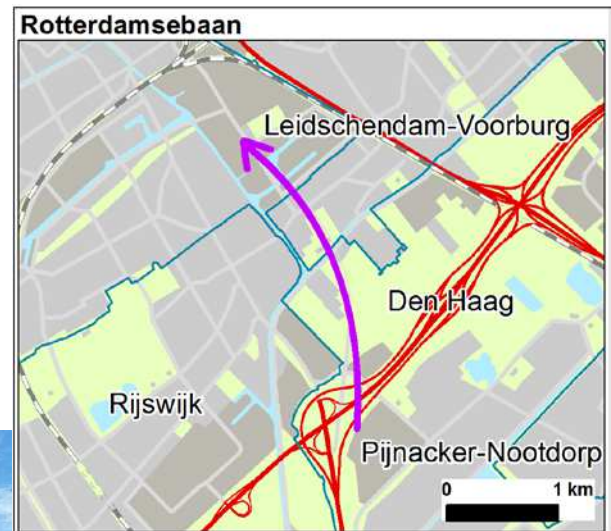 Rotterdamsebaan
Leidschendam-Voorburg
Den Haag
Rijswijk
Pijnacker-Nootdorp
0 1 km